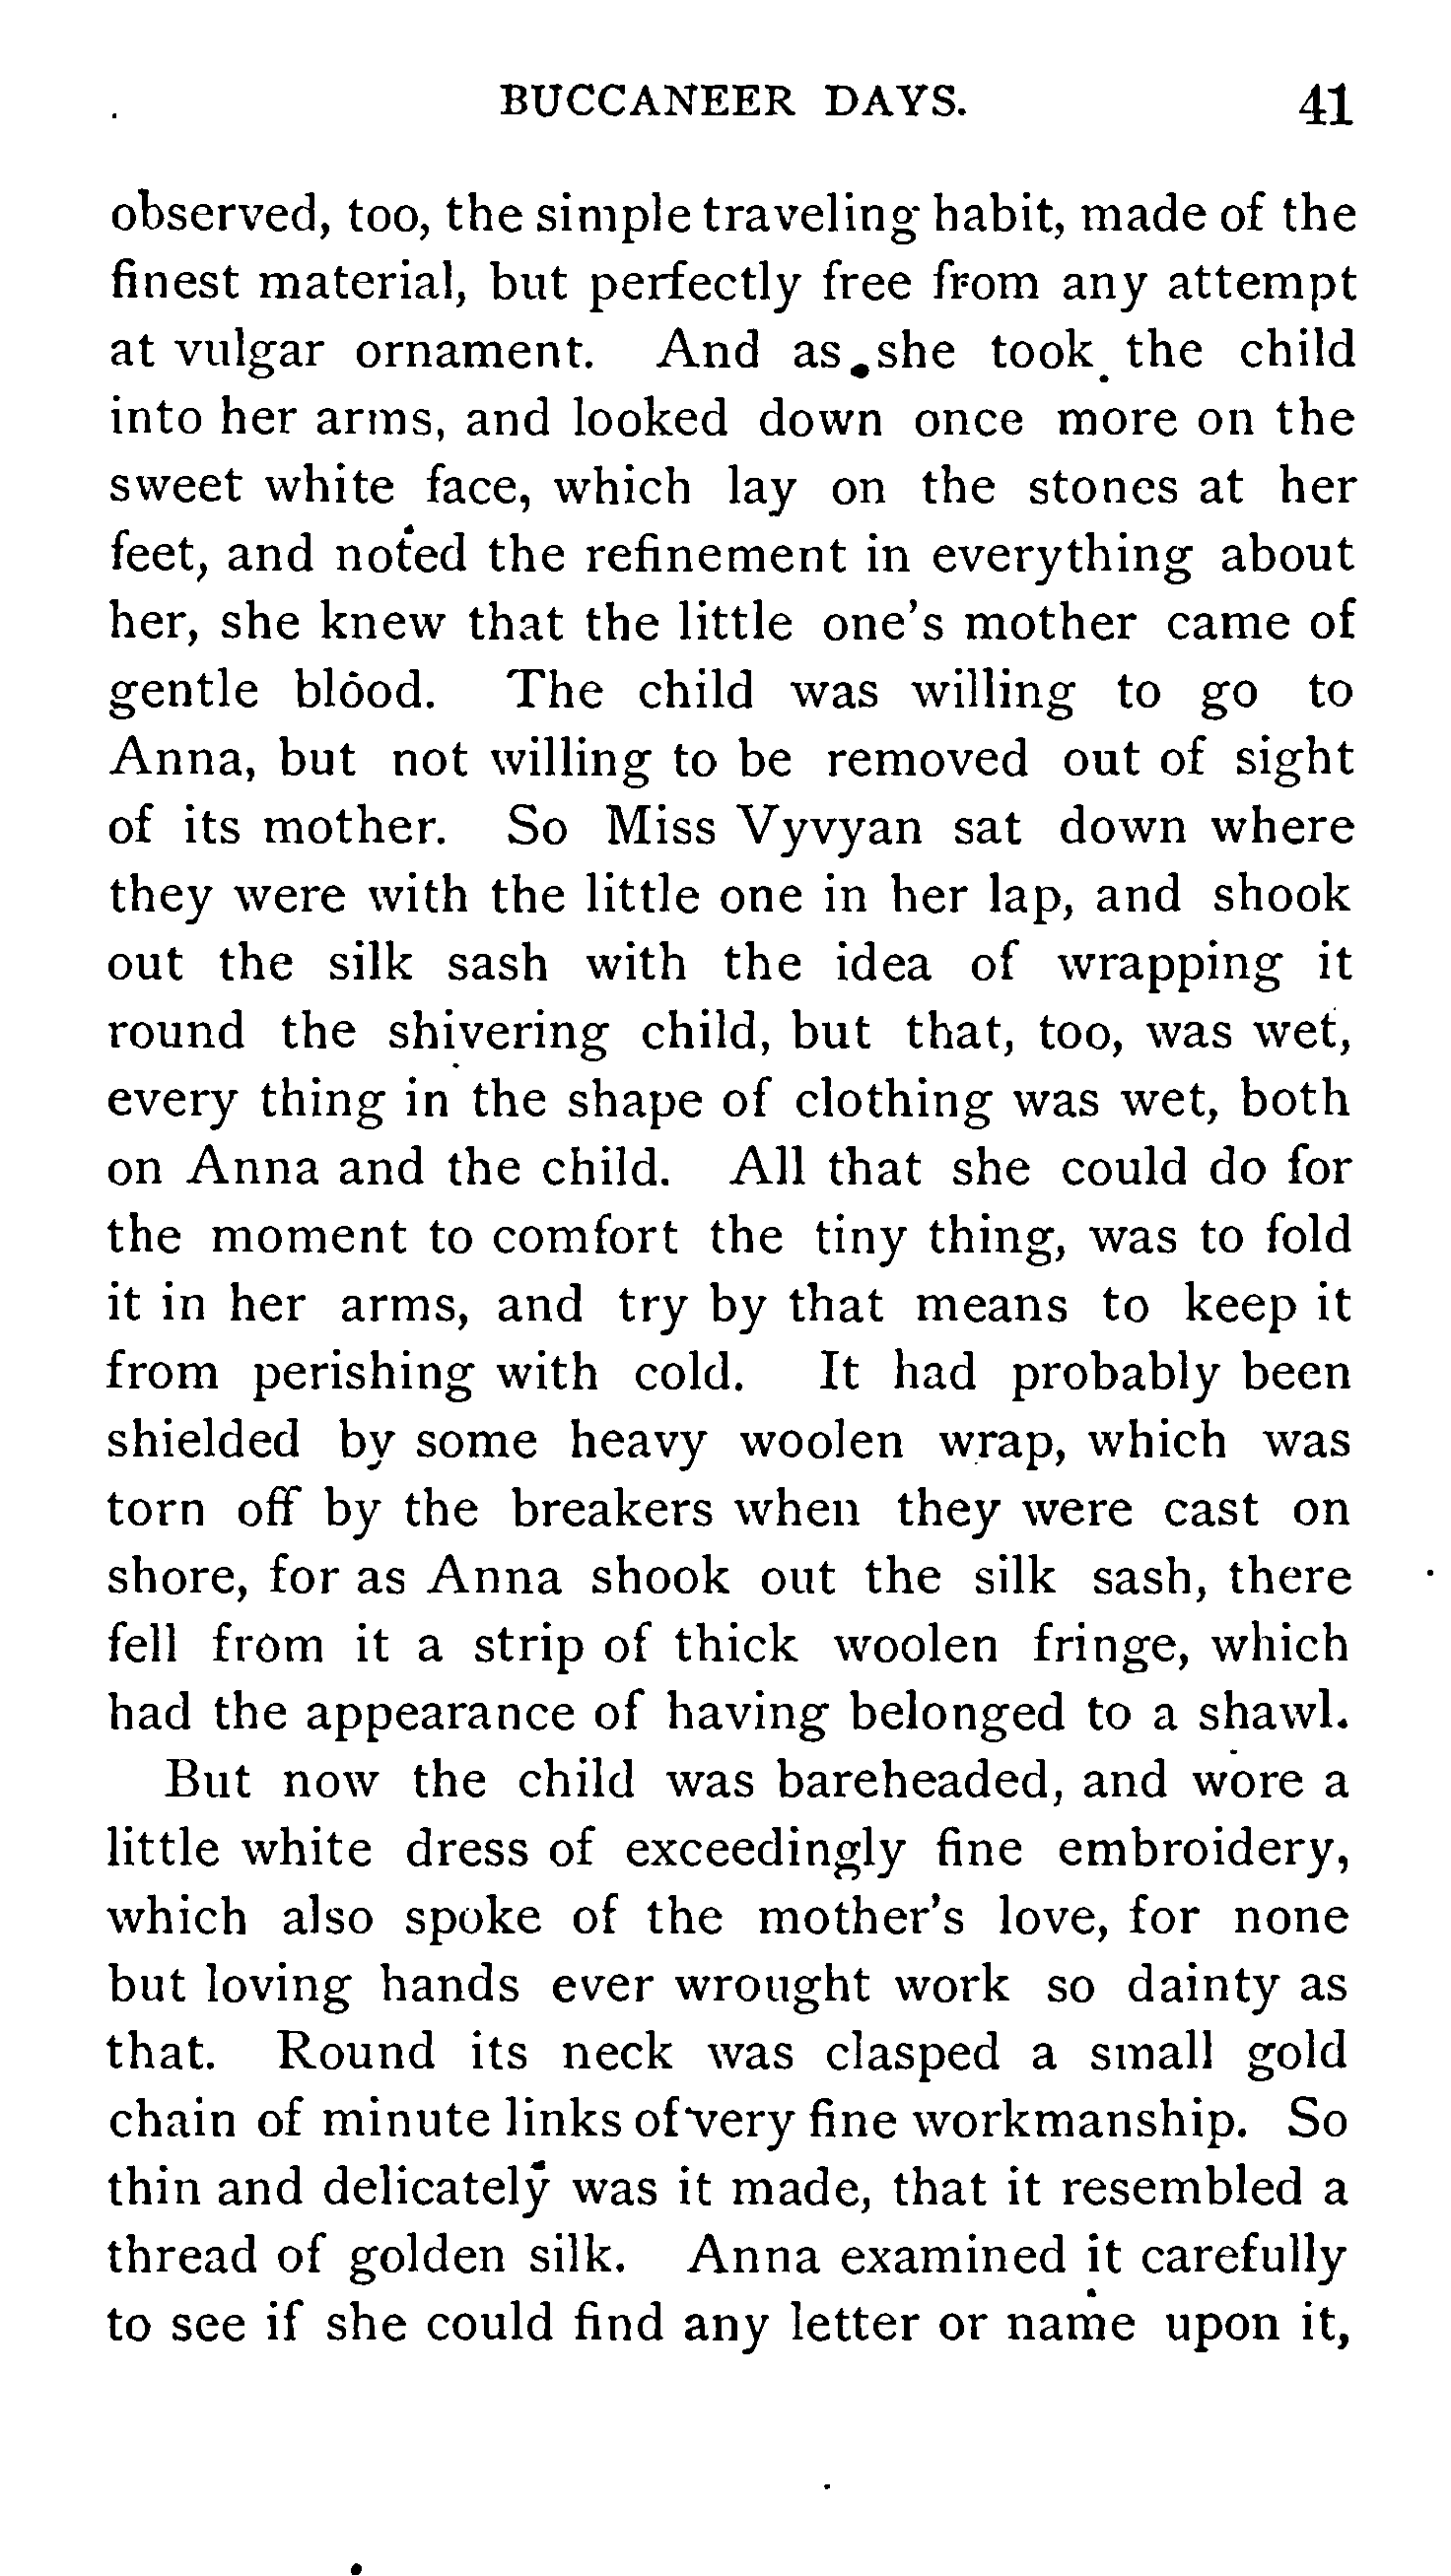 BUCCANEER DAYS. 41
observed, too, the simple traveling habit, made of the
finest material, but perfectly free from any attempt
at vulgar ornament. And as she took the child
into her arms, and looked down once more on the
sweet white face, which lay on the stones at her
feet, and noted the refinement in everything about
her, she knew that the little one's mother came of
gentle blood. The child was willing to go to
Anna, but not willing to be removed out of sight
of its mother. So Miss Vyvyan sat down where
they were with the little one in her lap, and shook
out the silk sash with the idea of wrapping it
round the shivering child, but that, too, was wet,
every thing in the shape of clothing was wet, both
on Anna and the child. All that she could do for
the moment to comfort the tiny thing, was to fold
it in her arms, and try by that means to keep it
from perishing with cold. It had probably been
shielded by some heavy woolen wrap, which was
torn off by the breakers when they were cast on
shore, for as Anna shook out the silk sash, there
fell from it a strip of thick woolen fringe, which
had the appearance of having belonged to a shawl.
But now the child was bareheaded, and wore a
little white dress of exceedingly fine embroidery,
which also spoke of the mother's love, for none
but loving hands ever wrought work so dainty as
that. Round its neck was clasped a small gold
chain of minute links of very fine workmanship. So
thin and delicately was it made, that it resembled a
thread of golden silk. Anna examined it carefully
to see if she could find any letter or name upon it,